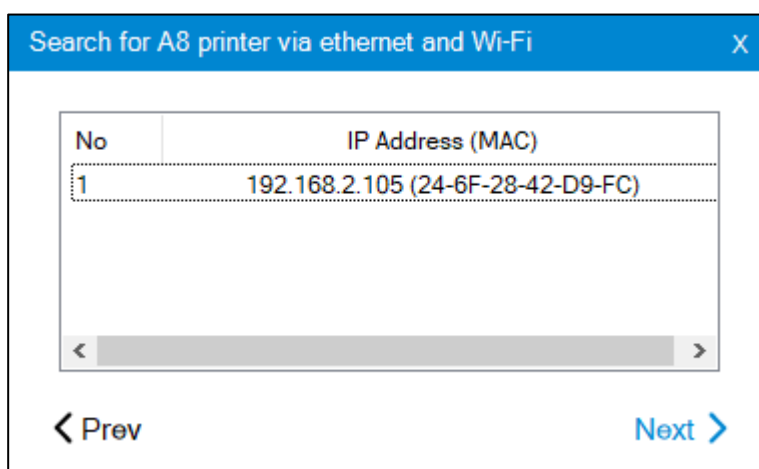 Search for A8 printer via ethernet and Wi-Fi X
No IP Address (MAC)
1 192.168.2.105 (24-6F-28-42-D9-FC)
Prev Next